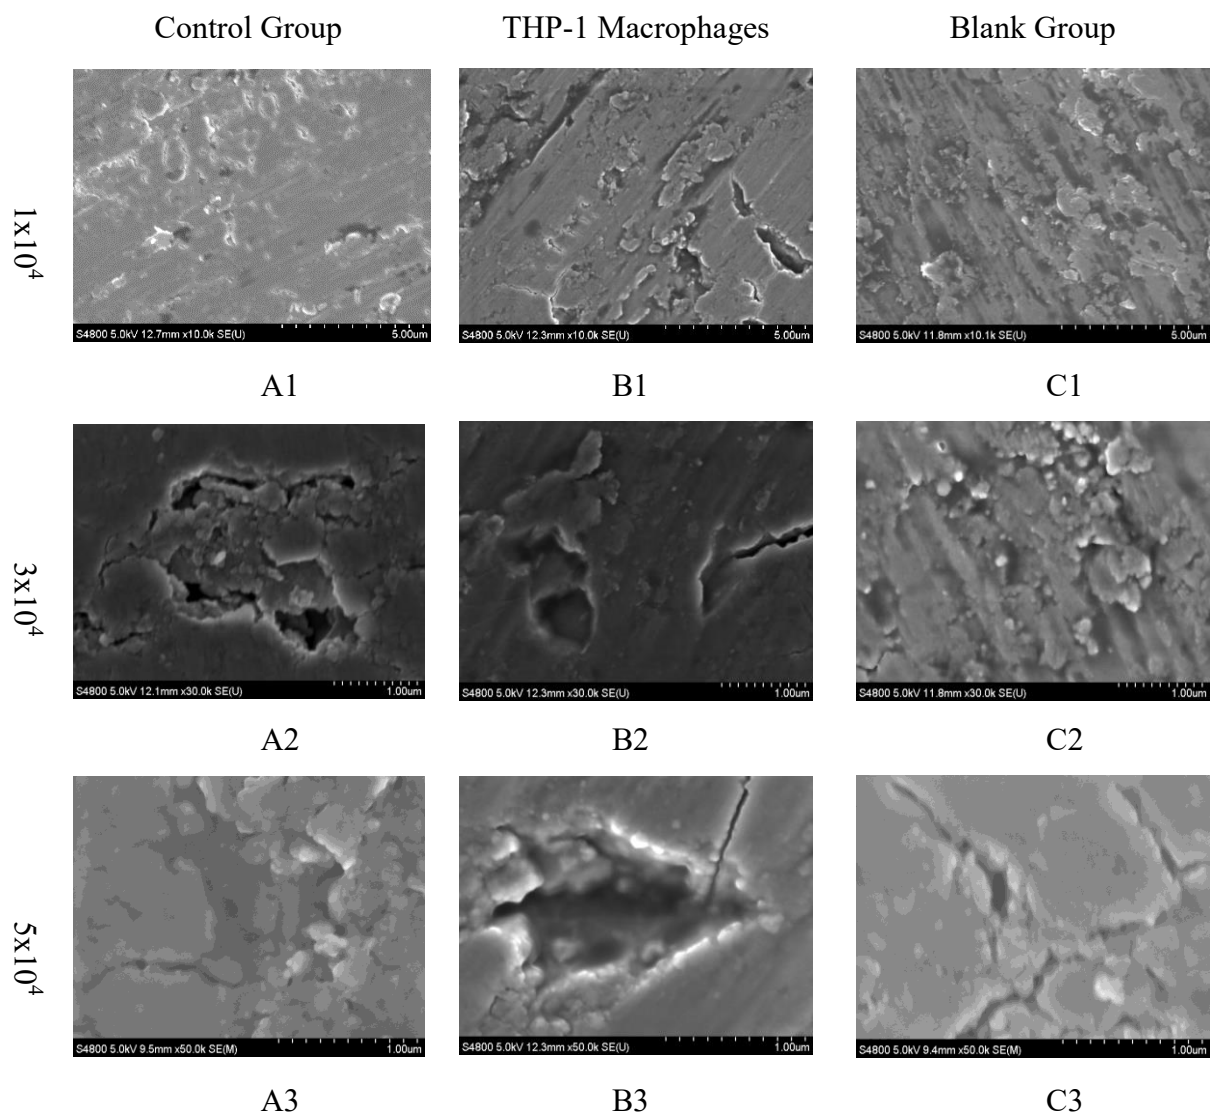 Control Group
THP-1 Macrophages
Blank Group
1x10⁴
S4800 5.0kV 12.7mm x10.0k SE(U) 5.00um
S4800 5.0kV 12.3mm x10.0k SE(U) 5.00um
S4800 5.0kV 11.8mm x10.1k SE(U) 5.00um
A1
B1
C1
3x10⁴
S4800 5.0kV 12.1mm x30.0k SE(U) 1.00um
S4800 5.0kV 12.3mm x30.0k SE(U) 1.00um
S4800 5.0kV 11.8mm x30.0k SE(U) 1.00um
A2
B2
C2
5x10⁴
S4800 5.0kV 9.5mm x50.0k SE(M) 1.00um
S4800 5.0kV 12.3mm x50.0k SE(U) 1.00um
S4800 5.0kV 9.4mm x50.0k SE(M) 1.00um
A3
B3
C3